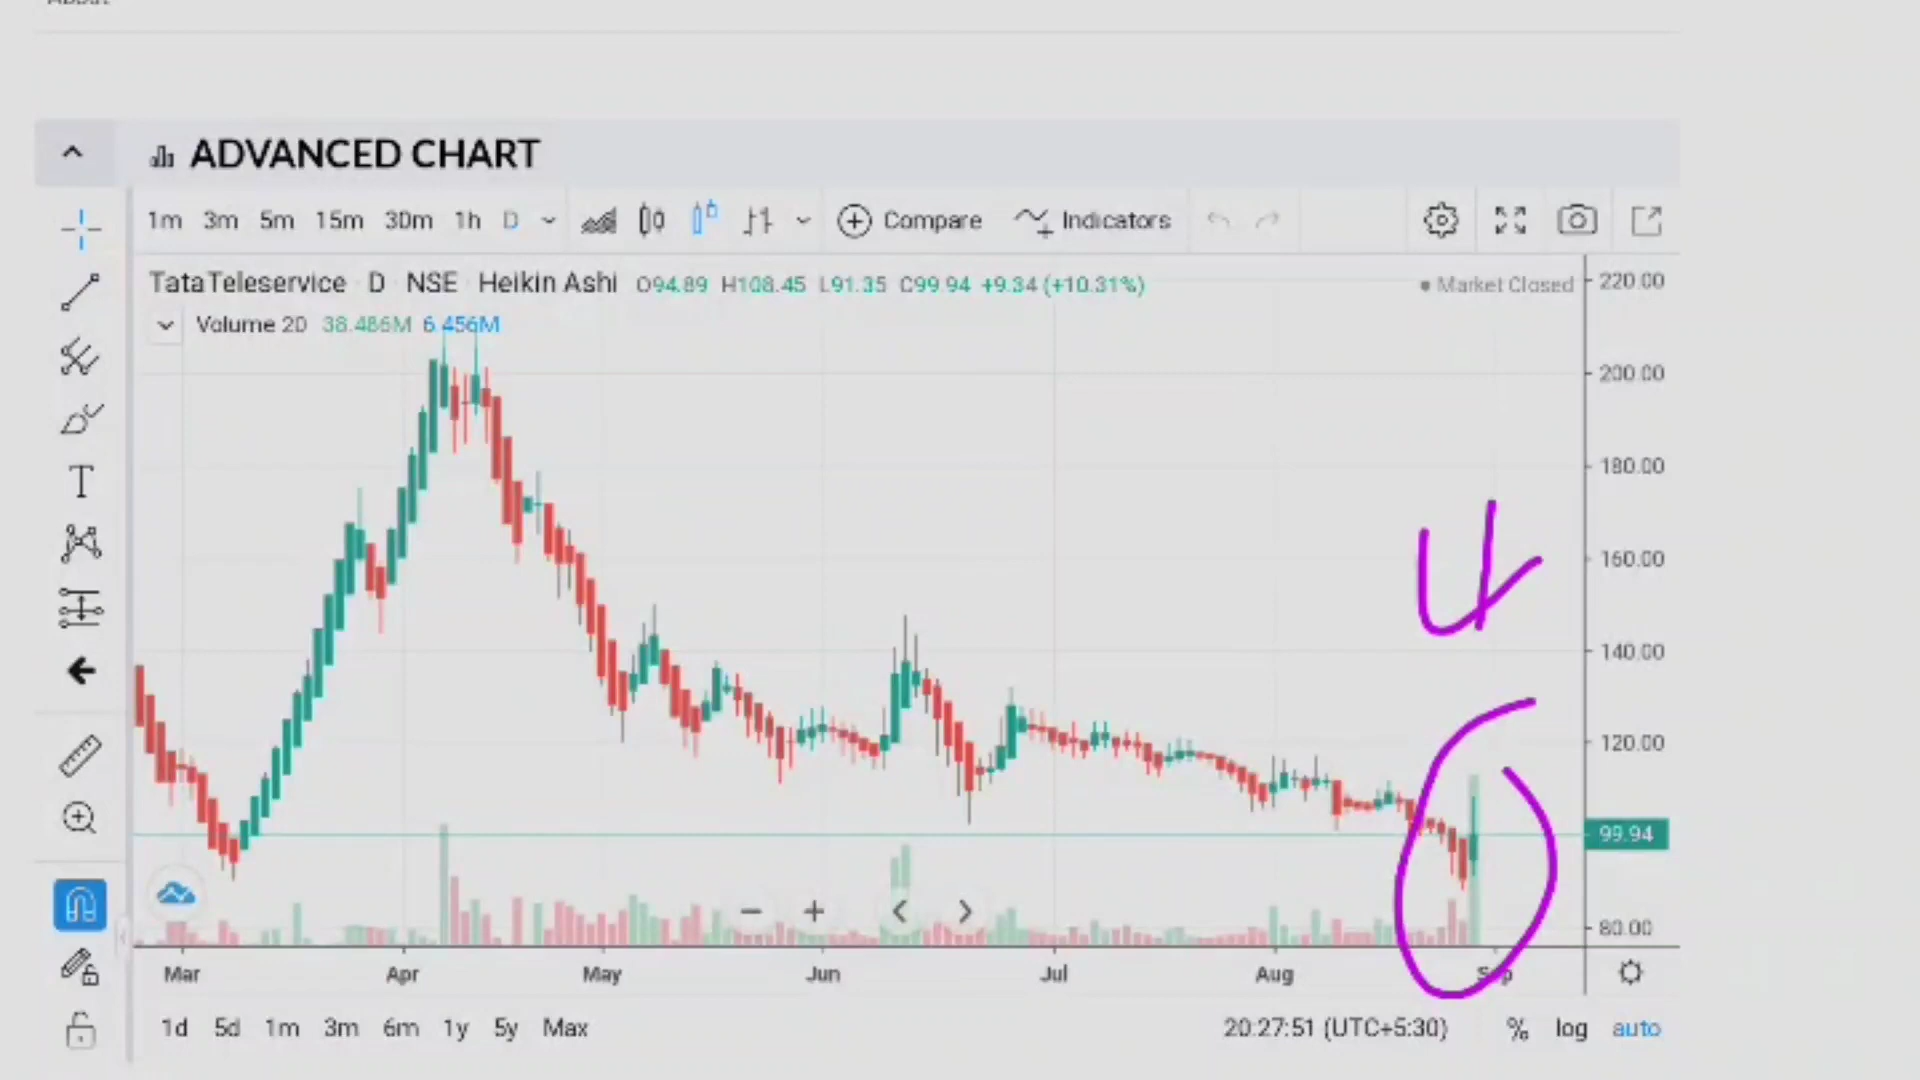 About
ADVANCED CHART
1m 3m 5m 15m 30m 1h D Compare Indicators
TataTeleservice · D · NSE · Heikin Ashi O94.89 H108.45 L91.35 C99.94 +9.34 (+10.31%) Market Closed
Volume 20 38.486M 6.456M
220.00
200.00
180.00
160.00
140.00
120.00
99.94
80.00
Mar Apr May Jun Jul Aug Sep
1d 5d 1m 3m 6m 1y 5y Max 20:27:51 (UTC+5:30) % log auto